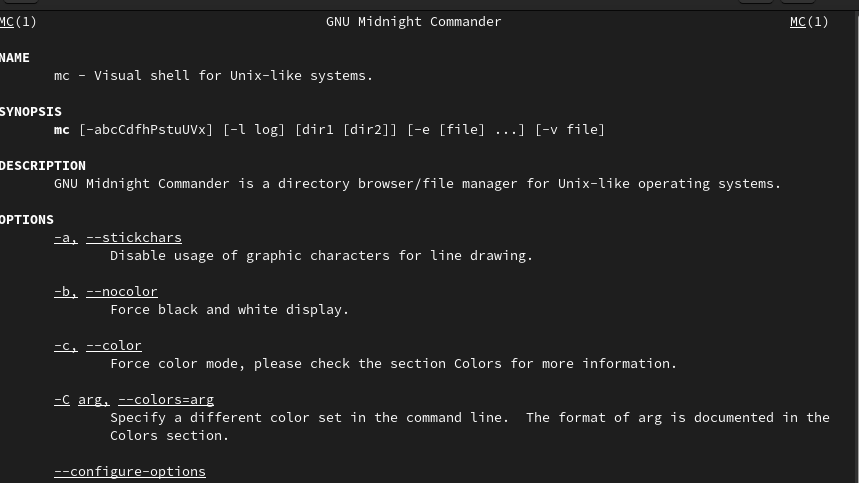 MC(1) GNU Midnight Commander MC(1)
NAME
mc - Visual shell for Unix-like systems.
SYNOPSIS
mc [-abcCdfhPstuUVx] [-l log] [dir1 [dir2]] [-e [file] ...] [-v file]
DESCRIPTION
GNU Midnight Commander is a directory browser/file manager for Unix-like operating systems.
OPTIONS
-a, --stickchars
Disable usage of graphic characters for line drawing.
-b, --nocolor
Force black and white display.
-c, --color
Force color mode, please check the section Colors for more information.
-C arg, --colors=arg
Specify a different color set in the command line.  The format of arg is documented in the
Colors section.
--configure-options